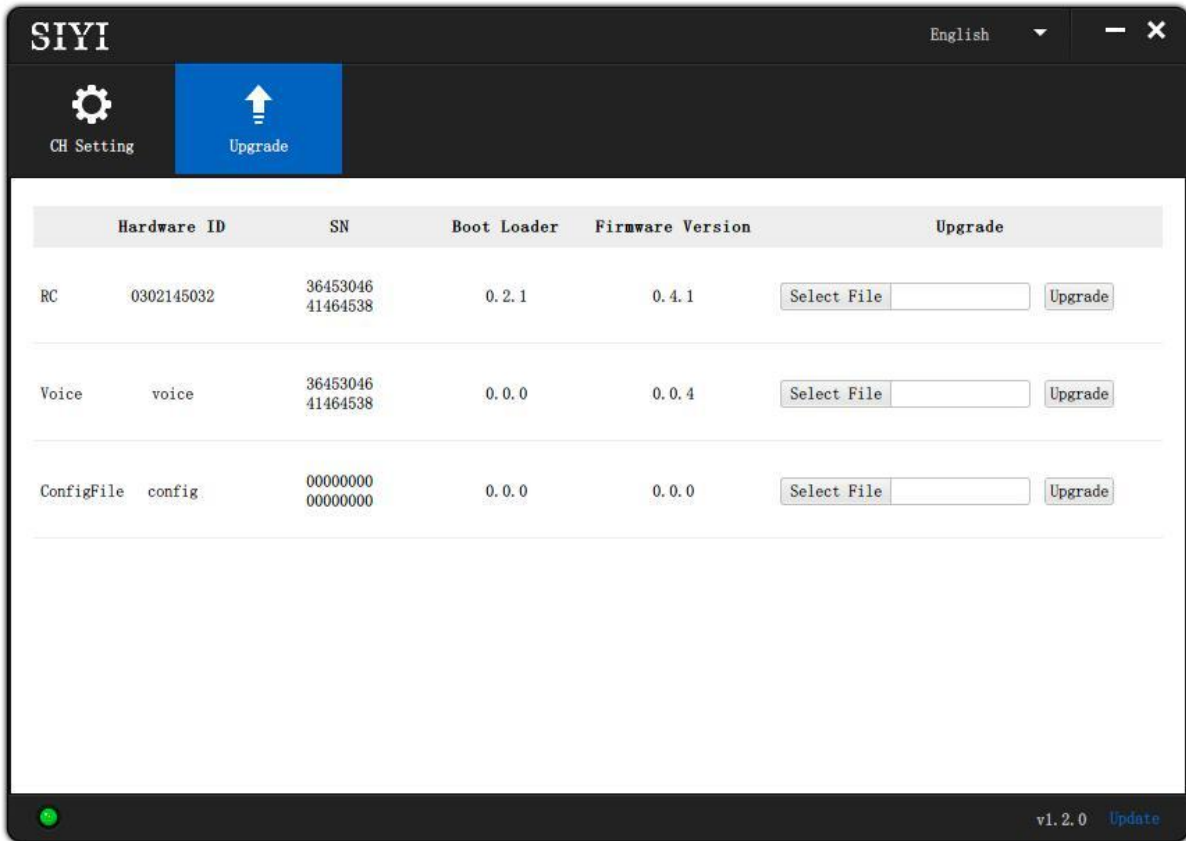 SIYI
English
CH Setting
Upgrade
Hardware ID SN Boot Loader Firmware Version Upgrade
RC 0302145032 36453046 0.2.1 0.4.1 Select File Upgrade
41464538
Voice voice 36453046 0.0.0 0.0.4 Select File Upgrade
41464538
ConfigFile config 00000000 0.0.0 0.0.0 Select File Upgrade
00000000
v1.2.0 Update